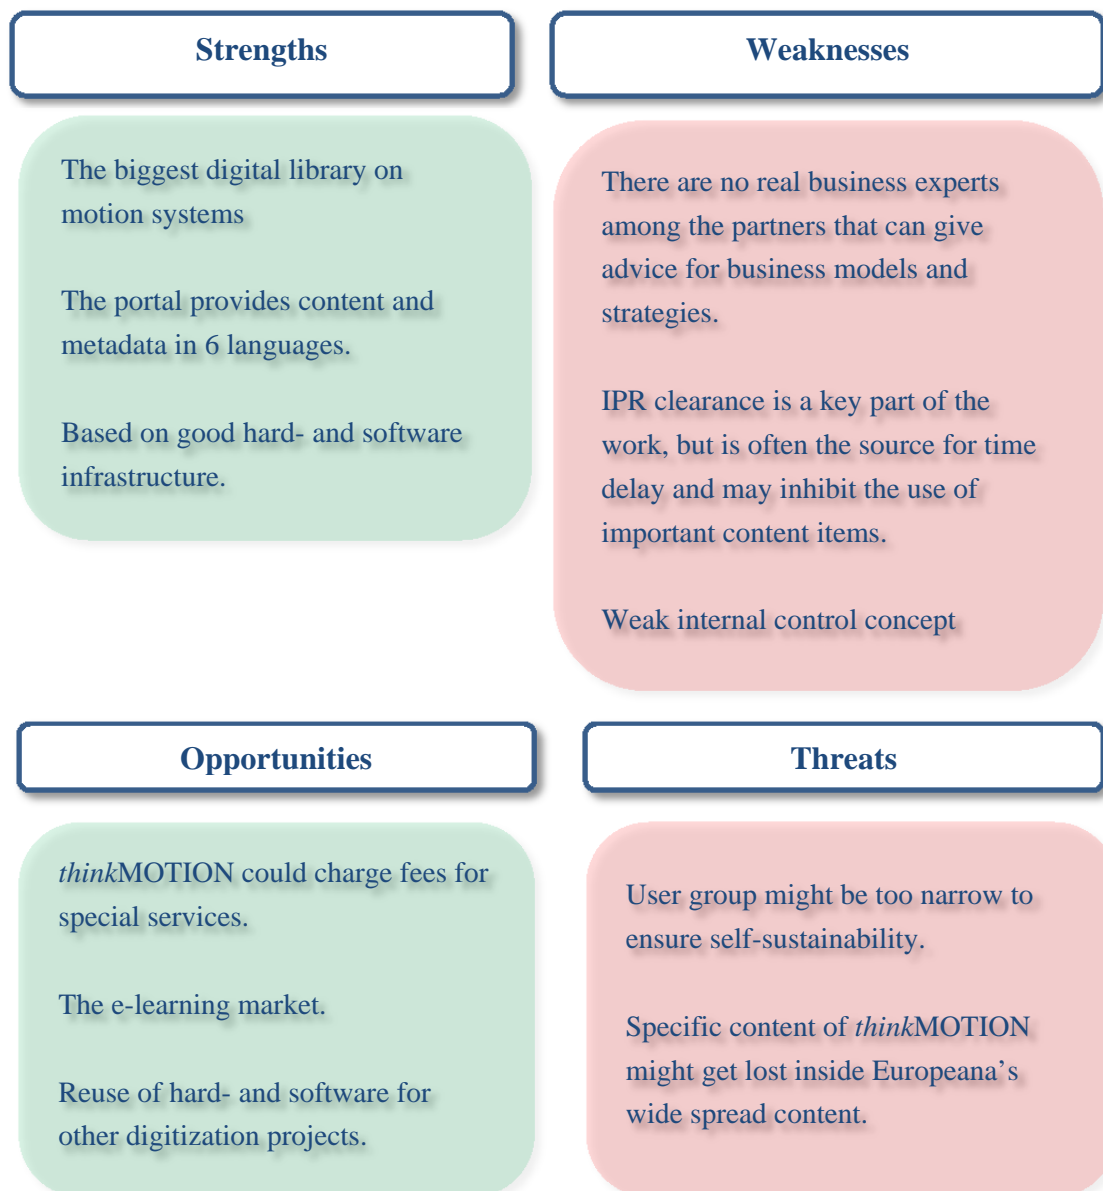 Strengths
The biggest digital library on
motion systems
The portal provides content and
metadata in 6 languages.
Based on good hard- and software
infrastructure.
Weaknesses
There are no real business experts
among the partners that can give
advice for business models and
strategies.
IPR clearance is a key part of the
work, but is often the source for time
delay and may inhibit the use of
important content items.
Weak internal control concept
Opportunities
thinkMOTION could charge fees for
special services.
The e-learning market.
Reuse of hard- and software for
other digitization projects.
Threats
User group might be too narrow to
ensure self-sustainability.
Specific content of thinkMOTION
might get lost inside Europeana’s
wide spread content.